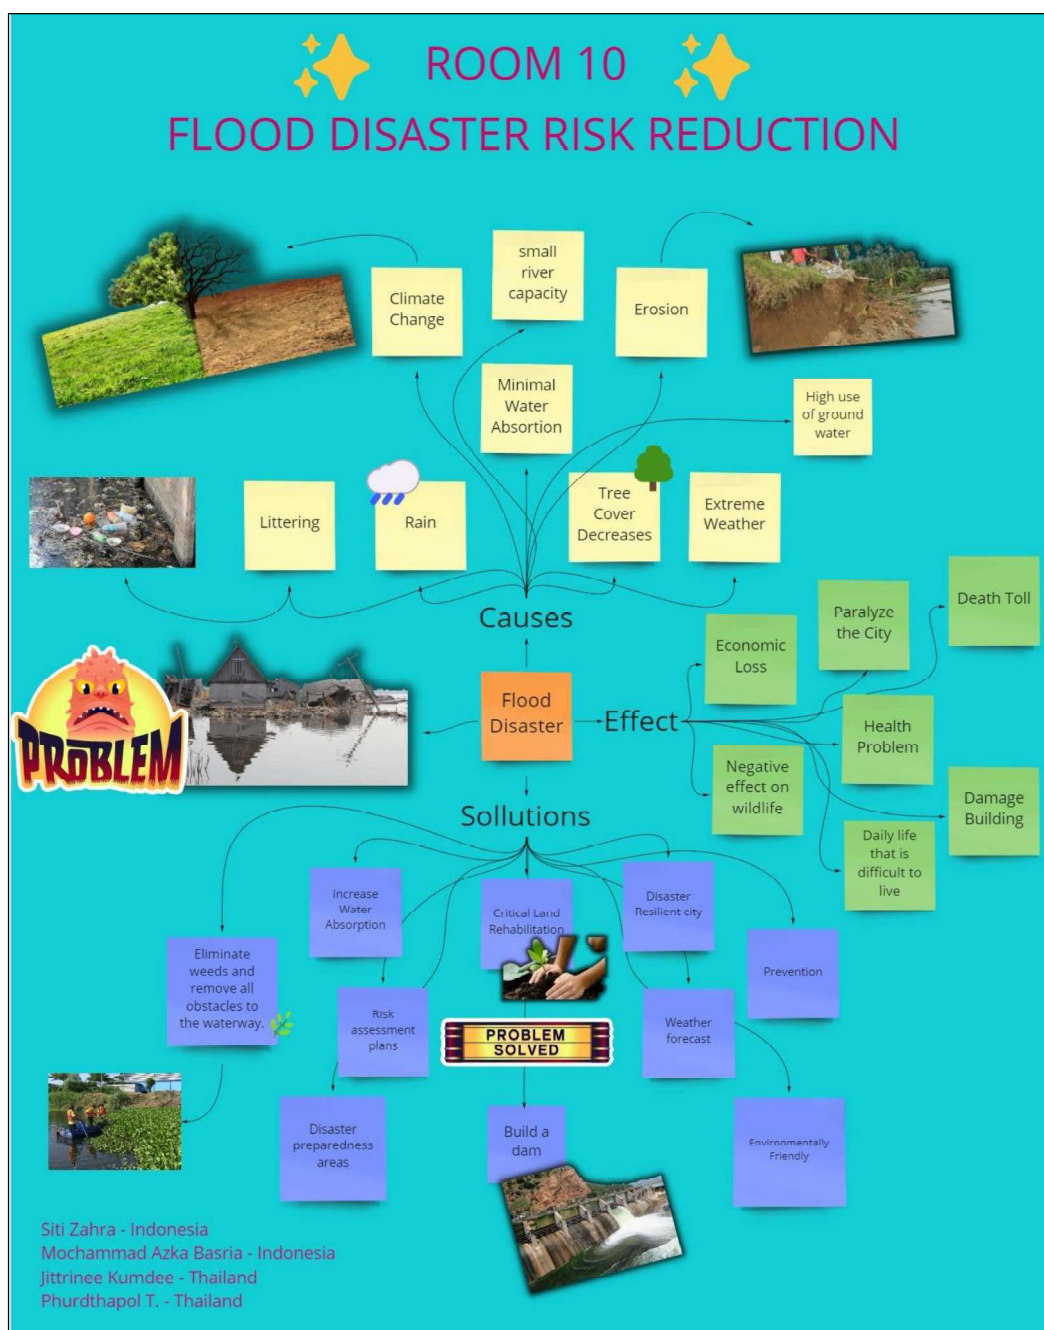 ROOM 10
FLOOD DISASTER RISK REDUCTION
small
river
capacity
Climate
Change
Erosion
Minimal
Water
Absortion
High use
of ground
water
Littering
Rain
Tree
Cover
Decreases
Extreme
Weather
Causes
Economic
Loss
Paralyze
the City
Death Toll
PROBLEM
Flood
Disaster
Effect
Health
Problem
Negative
effect on
wildlife
Damage
Building
Daily life
that is
difficult to
live
Sollutions
Increase
Water
Absorption
Critical Land
Rehabilitation
Disaster
Resilient city
Eliminate
weeds and
remove all
obstacles to
the waterway.
Prevention
Risk
assessment
plans
PROBLEM
SOLVED
Weather
forecast
Disaster
preparedness
areas
Build a
dam
Environmentally
Friendly
Siti Zahra - Indonesia
Mochammad Azka Basria - Indonesia
Jittrinee Kumdee - Thailand
Phurdthapol T. - Thailand